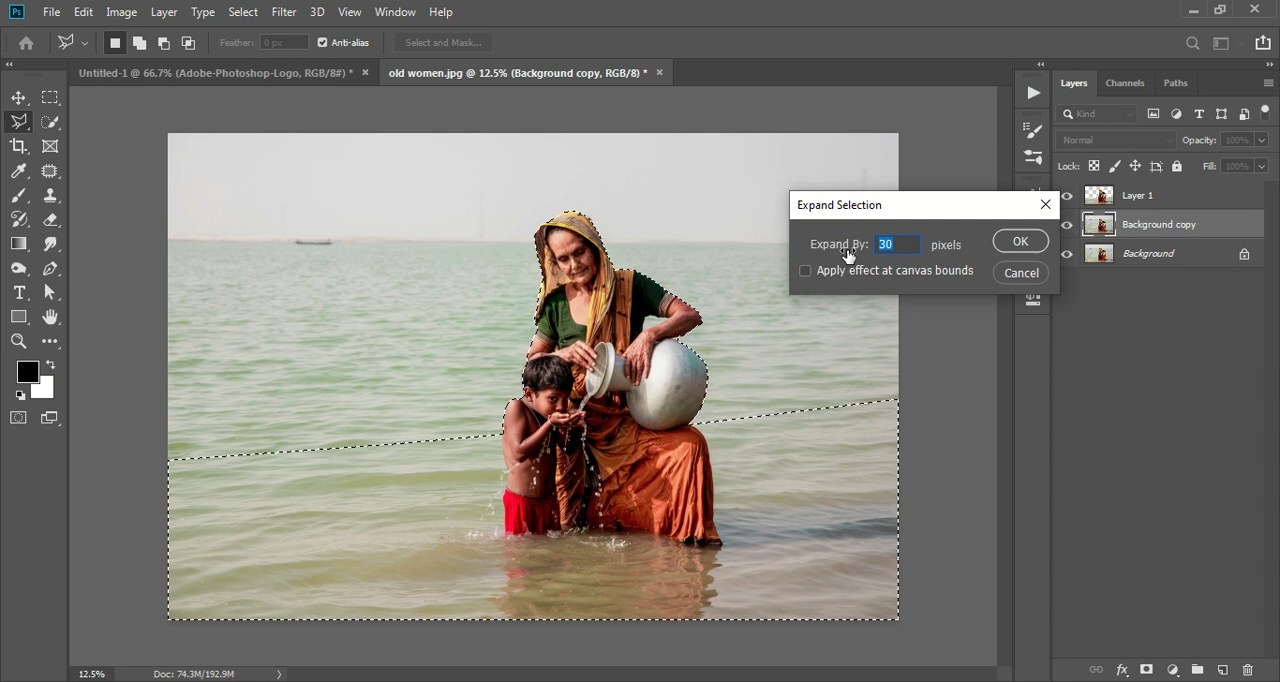 Ps File Edit Image Layer Type Select Filter 3D View Window Help
Feather: 0 px Anti-alias Select and Mask...
Untitled-1 @ 66.7% (Adobe-Photoshop-Logo, RGB/8#) * × old women.jpg @ 12.5% (Background copy, RGB/8) * ×
Layers Channels Paths
Kind
Normal Opacity: 100%
Lock: Fill: 100%
Layer 1
Background copy
Background
Expand Selection
Expand By: 30 pixels OK
Apply effect at canvas bounds Cancel
12.5% Doc: 74.3M/192.9M